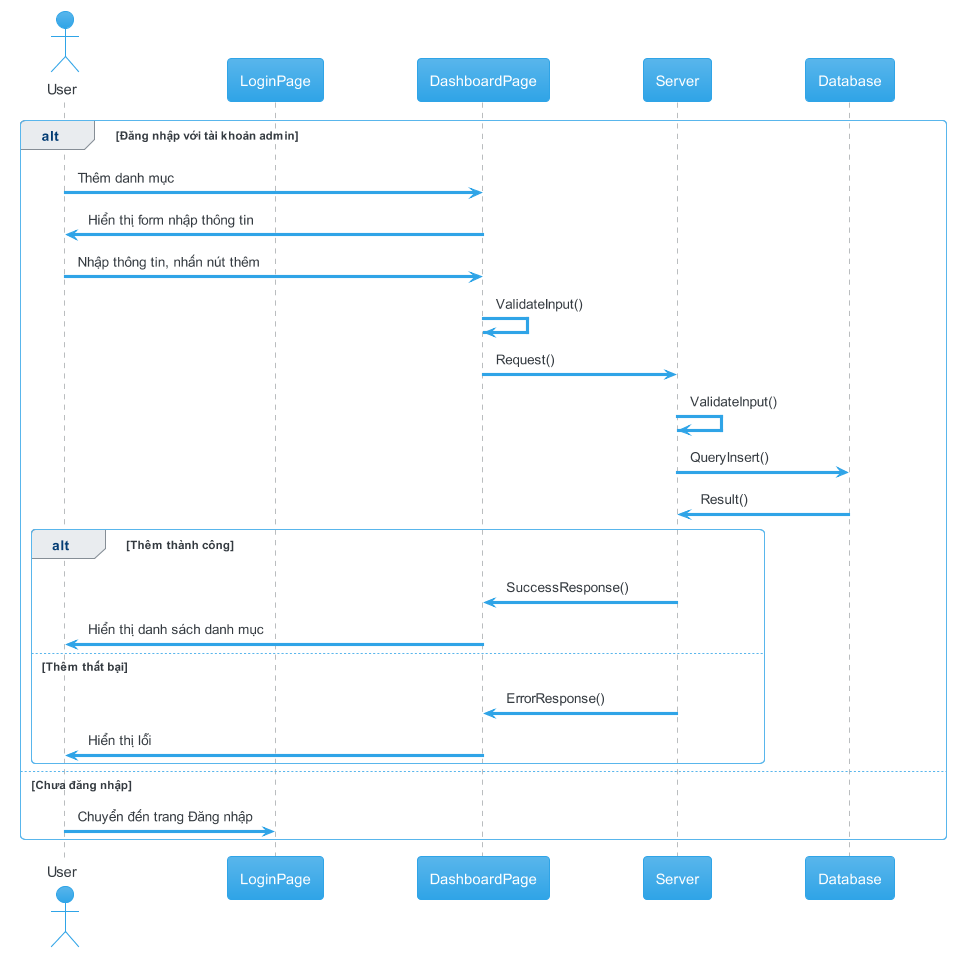 User
LoginPage
DashboardPage
Server
Database
alt
[Đăng nhập với tài khoản admin]
Thêm danh mục
Hiển thị form nhập thông tin
Nhập thông tin, nhấn nút thêm
ValidateInput()
Request()
ValidateInput()
QueryInsert()
Result()
alt
[Thêm thành công]
SuccessResponse()
Hiển thị danh sách danh mục
[Thêm thất bại]
ErrorResponse()
Hiển thị lỗi
[Chưa đăng nhập]
Chuyển đến trang Đăng nhập
User
LoginPage
DashboardPage
Server
Database